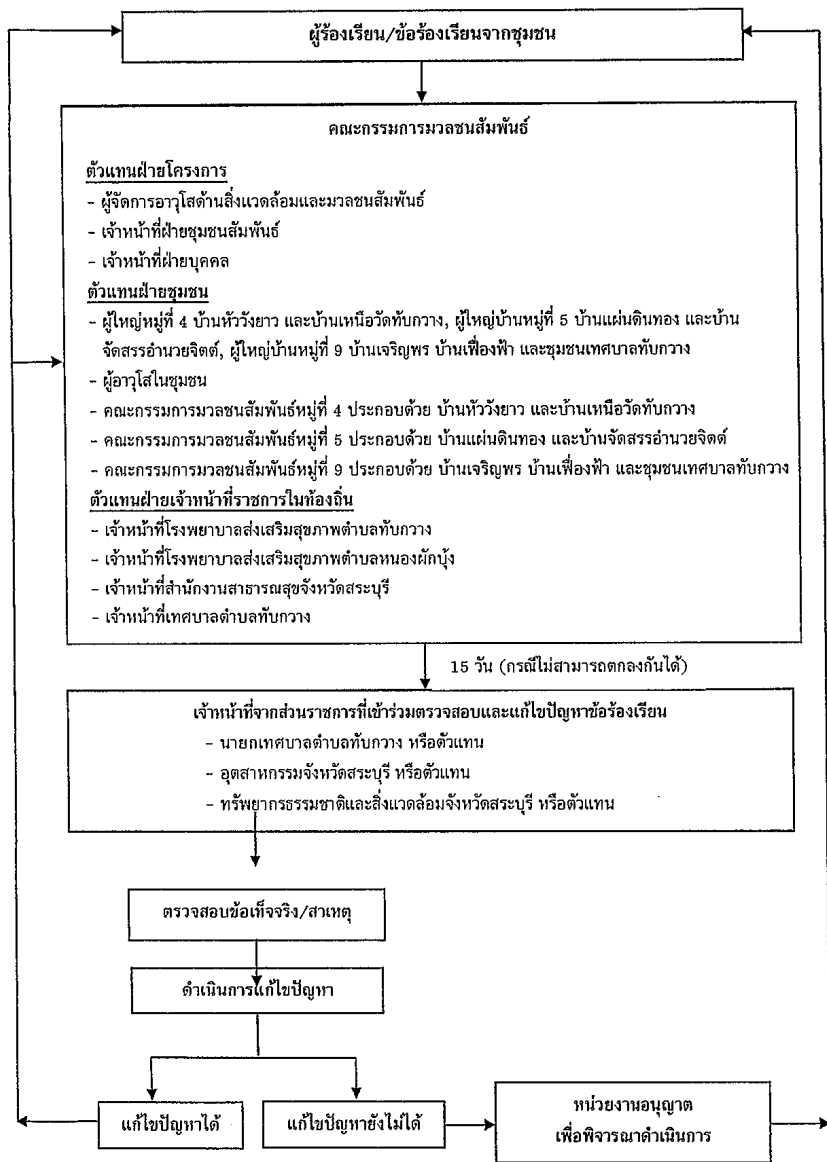 ผู้ร้องเรียน/ข้อร้องเรียนจากชุมชน
คณะกรรมการมวลชนสัมพันธ์
ตัวแทนฝ่ายโครงการ
- ผู้จัดการอาวุโสด้านสิ่งแวดล้อมและมวลชนสัมพันธ์
- เจ้าหน้าที่ฝ่ายชุมชนสัมพันธ์
- เจ้าหน้าที่ฝ่ายบุคคล
ตัวแทนฝ่ายชุมชน
- ผู้ใหญ่หมู่ที่ 4 บ้านหัววังยาว และบ้านเหนือวัดทับกวาง, ผู้ใหญ่บ้านหมู่ที่ 5 บ้านแผ่นดินทอง และบ้าน
จัดสรรอำนวยจิตต์, ผู้ใหญ่บ้านหมู่ที่ 9 บ้านเจริญพร บ้านเฟื่องฟ้า และชุมชนเทศบาลทับกวาง
- ผู้อาวุโสในชุมชน
- คณะกรรมการมวลชนสัมพันธ์หมู่ที่ 4 ประกอบด้วย บ้านหัววังยาว และบ้านเหนือวัดทับกวาง
- คณะกรรมการมวลชนสัมพันธ์หมู่ที่ 5 ประกอบด้วย บ้านแผ่นดินทอง และบ้านจัดสรรอำนวยจิตต์
- คณะกรรมการมวลชนสัมพันธ์หมู่ที่ 9 ประกอบด้วย บ้านเจริญพร บ้านเฟื่องฟ้า และชุมชนเทศบาลทับกวาง
ตัวแทนฝ่ายเจ้าหน้าที่ราชการในท้องถิ่น
- เจ้าหน้าที่โรงพยาบาลส่งเสริมสุขภาพตำบลทับกวาง
- เจ้าหน้าที่โรงพยาบาลส่งเสริมสุขภาพตำบลหนองผักบุ้ง
- เจ้าหน้าที่สำนักงานสาธารณสุขจังหวัดสระบุรี
- เจ้าหน้าที่เทศบาลตำบลทับกวาง
15 วัน (กรณีไม่สามารถตกลงกันได้)
เจ้าหน้าที่จากส่วนราชการที่เข้าร่วมตรวจสอบและแก้ไขปัญหาข้อร้องเรียน
- นายกเทศบาลตำบลทับกวาง หรือตัวแทน
- อุตสาหกรรมจังหวัดสระบุรี หรือตัวแทน
- ทรัพยากรธรรมชาติและสิ่งแวดล้อมจังหวัดสระบุรี หรือตัวแทน
ตรวจสอบข้อเท็จจริง/สาเหตุ
ดำเนินการแก้ไขปัญหา
แก้ไขปัญหาได้
แก้ไขปัญหายังไม่ได้
หน่วยงานอนุญาต
เพื่อพิจารณาดำเนินการ